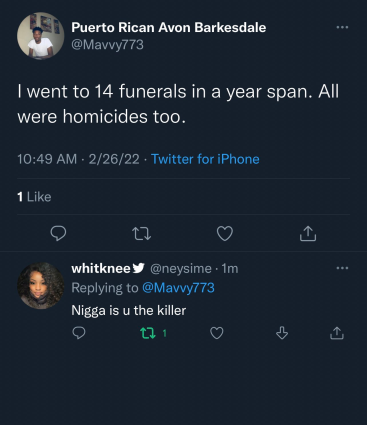 Puerto Rican Avon Barkesdale
@Mavvy773
I went to 14 funerals in a year span. All
were homicides too.
10:49 AM · 2/26/22 · Twitter for iPhone
1 Like
whitknee @neysime · 1m
Replying to @Mavvy773
Nigga is u the killer
1